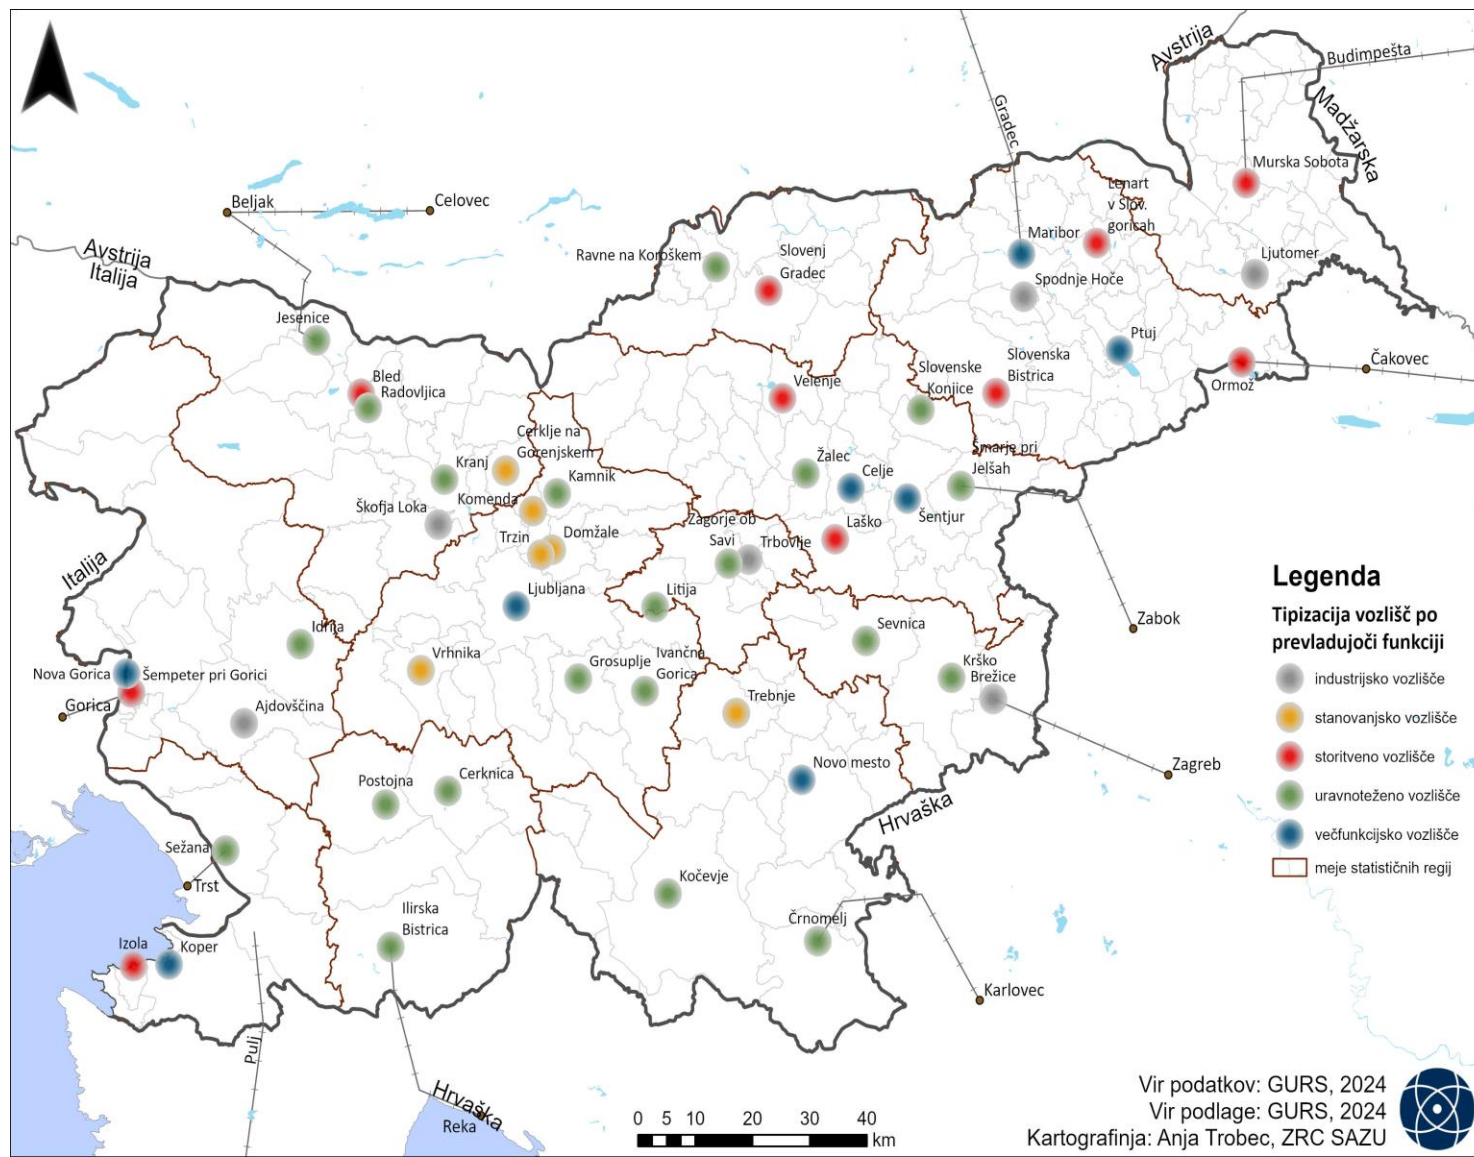 Avstrija
Budimpešta
Madžarska
Gradec
Murska Sobota
Lenart
v Slov.
goricah
Beljak
Celovec
Maribor
Avstrija
Italija
Ravne na Koroškem
Slovenj
Gradec
Ljutomer
Spodnje Hoče
Jesenice
Ptuj
Slovenska
Bistrica
Čakovec
Ormož
Bled
Radovljica
Velenje
Slovenske
Konjice
Cerklje na
Gorenjskem
Šmarje pri
Jelšah
Kranj
Kamnik
Žalec
Celje
Komenda
Škofja Loka
Šentjur
Zagorje ob
Savi
Trbovlje
Laško
Trzin
Domžale
Italija
Ljubljana
Litija
Zabok
Idrija
Sevnica
Vrhnika
Grosuplje
Ivančna
Gorica
Krško
Brežice
Nova Gorica
Šempeter pri Gorici
Gorica
Ajdovščina
Trebnje
Zagreb
Novo mesto
Postojna
Cerknica
Hrvaška
Sežana
Trst
Kočevje
Črnomelj
Ilirska
Bistrica
Izola
Koper
Karlovec
Pulj
Hrvaška
Reka
Legenda
Tipizacija vozlišč po
prevladujoči funkciji
industrijsko vozlišče
stanovanjsko vozlišče
storitveno vozlišče
uravnoteženo vozlišče
večfunkcijsko vozlišče
meje statističnih regij
0 5 10 20 30 40
km
Vir podatkov: GURS, 2024
Vir podlage: GURS, 2024
Kartografinja: Anja Trobec, ZRC SAZU